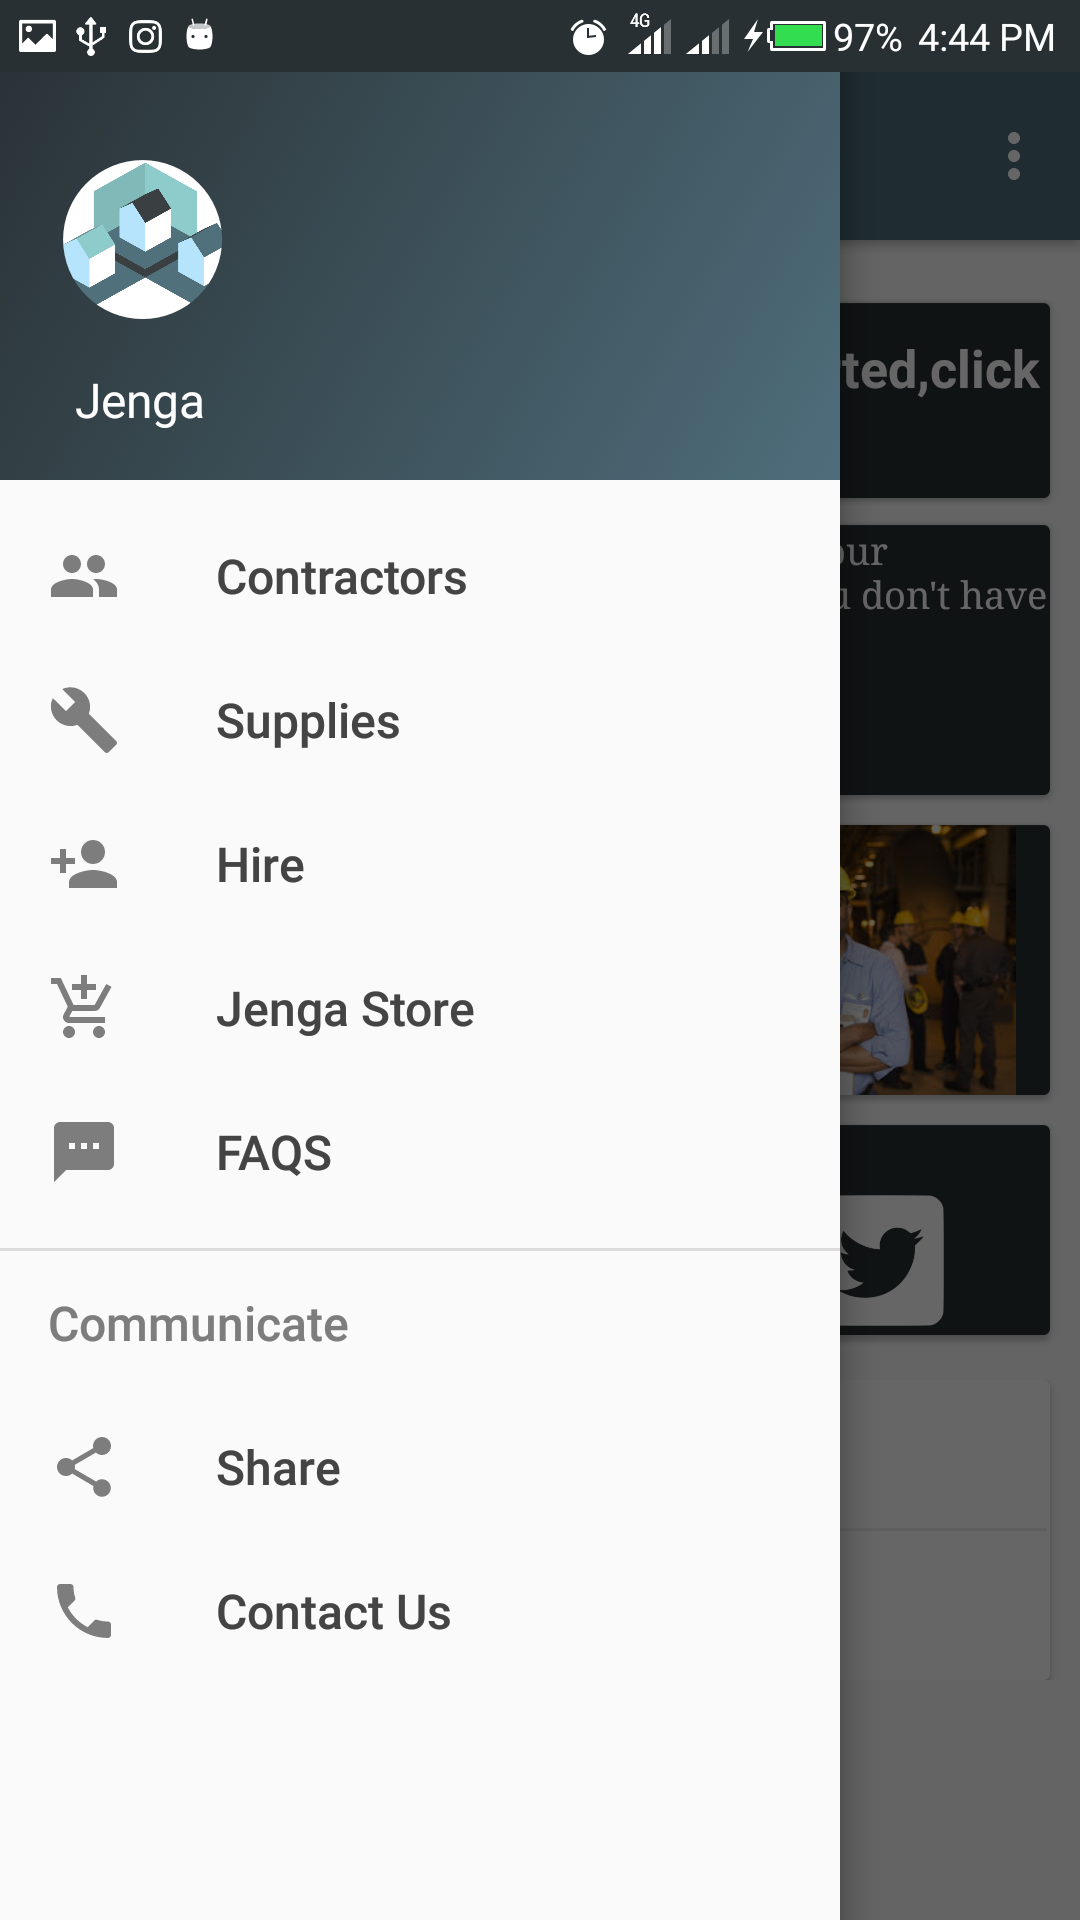 4G 97% 4:44 PM
Jenga
ted,click
our
don't have
Contractors
Supplies
Hire
Jenga Store
FAQS
Communicate
Share
Contact Us